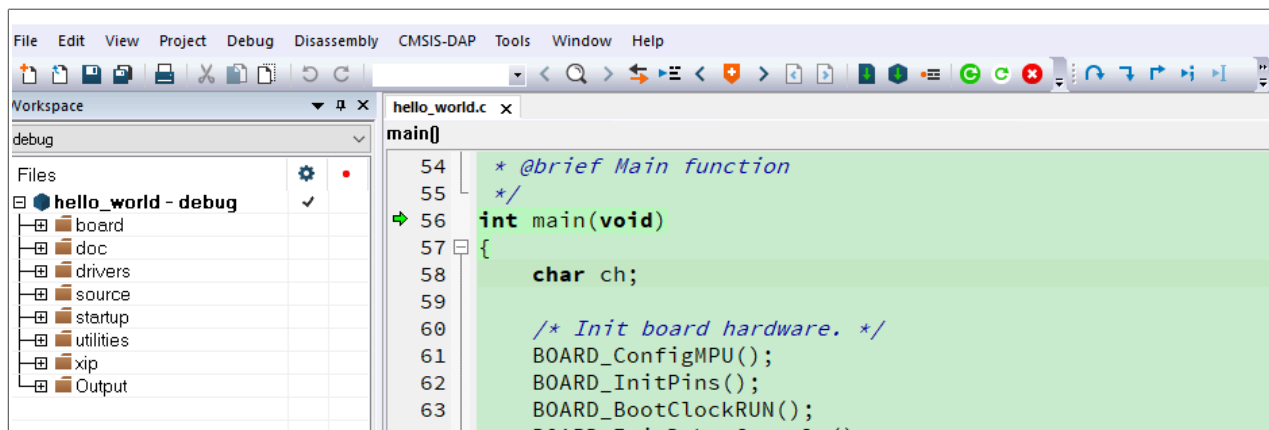 File Edit View Project Debug Disassembly CMSIS-DAP Tools Window Help
Workspace
hello_world.c
debug
main()
Files
hello_world - debug
board
doc
drivers
source
startup
utilities
xip
Output
54 * @brief Main function
55 */
56 int main(void)
57 {
58 char ch;
59
60 /* Init board hardware. */
61 BOARD_ConfigMPU();
62 BOARD_InitPins();
63 BOARD_BootClockRUN();